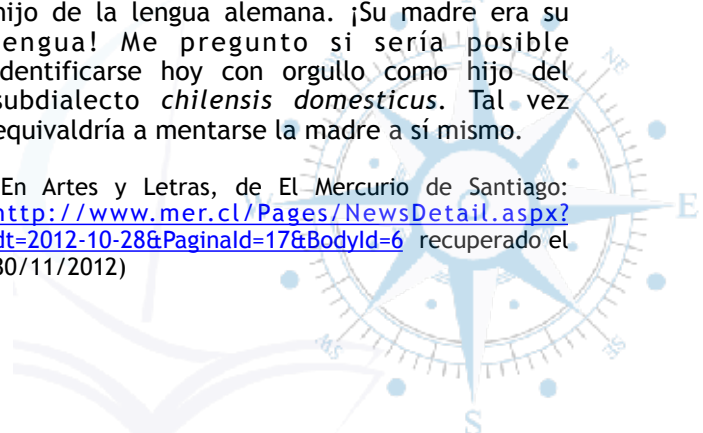 hijo de la lengua alemana. ¡Su madre era su
lengua! Me pregunto si sería posible
identificarse hoy con orgullo como hijo del
subdialecto chilensis domesticus. Tal vez
equivaldría a mentarse la madre a sí mismo.
(En Artes y Letras, de El Mercurio de Santiago:
http://www.mer.cl/Pages/NewsDetail.aspx?
dt=2012-10-28&PaginaId=17&BodyId=6 recuperado el
30/11/2012)
NE
W
E
SW
SE
S